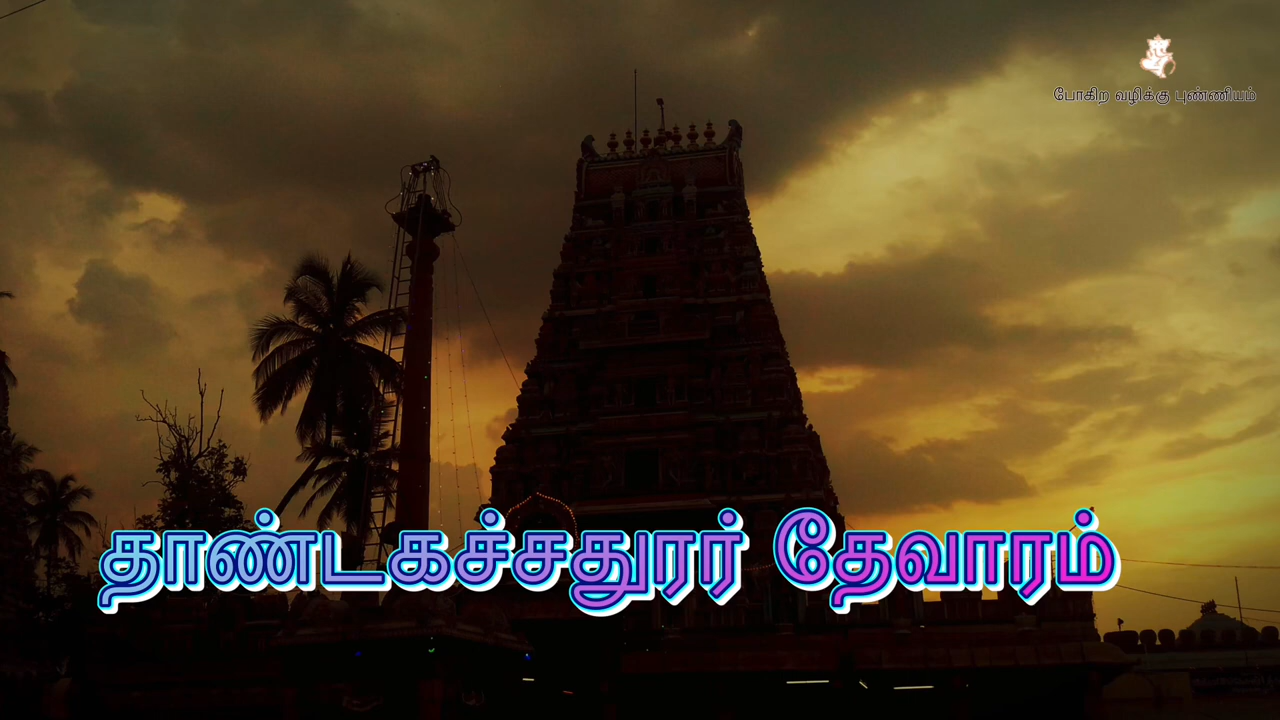 போகிற வழிக்கு புண்ணியம்
தாண்டகச்சதுரர் தேவாரம்